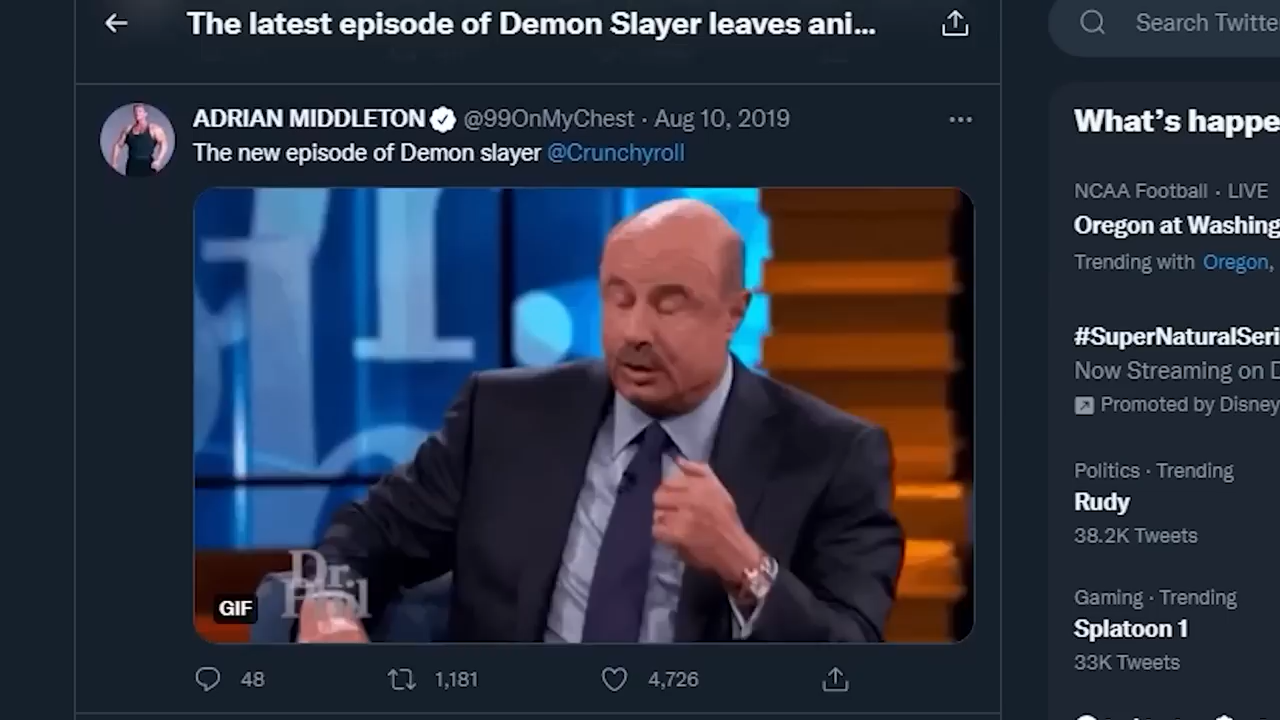 The latest episode of Demon Slayer leaves ani...
Search Twitte
ADRIAN MIDDLETON @99OnMyChest · Aug 10, 2019
The new episode of Demon slayer @Crunchyroll
Dr.
Phil
GIF
48
1,181
4,726
What's happe
NCAA Football · LIVE
Oregon at Washing
Trending with Oregon,
#SuperNaturalSeri
Now Streaming on D
Promoted by Disney
Politics · Trending
Rudy
38.2K Tweets
Gaming · Trending
Splatoon 1
33K Tweets